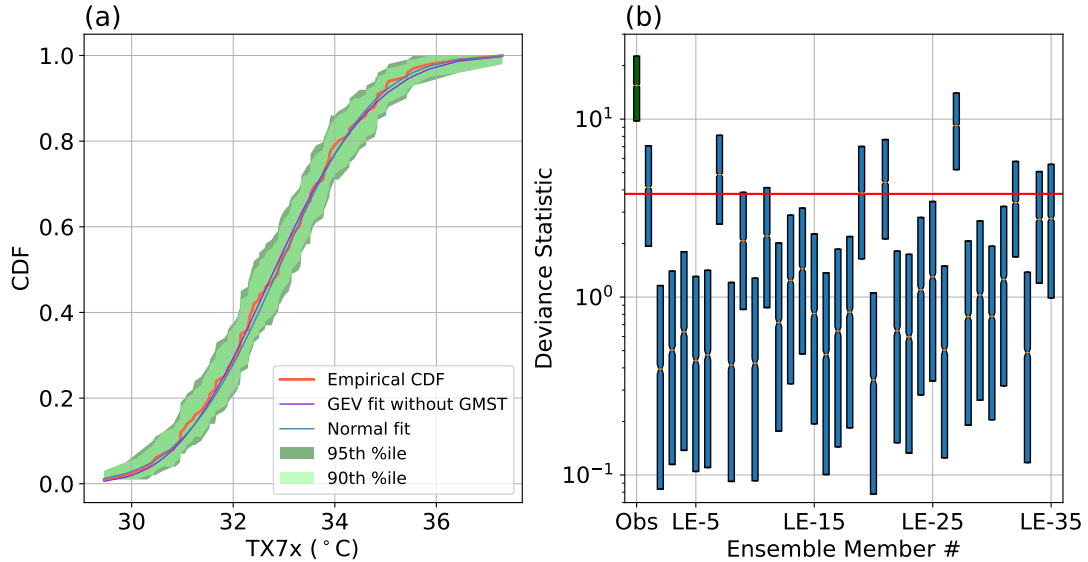 (a)
CDF
1.0
0.8
0.6
0.4
0.2
0.0
30 32 34 36
TX7x (°C)
Empirical CDF
GEV fit without GMST
Normal fit
95th %ile
90th %ile
(b)
Deviance Statistic
10¹
10⁰
10⁻¹
Obs LE-5 LE-15 LE-25 LE-35
Ensemble Member #